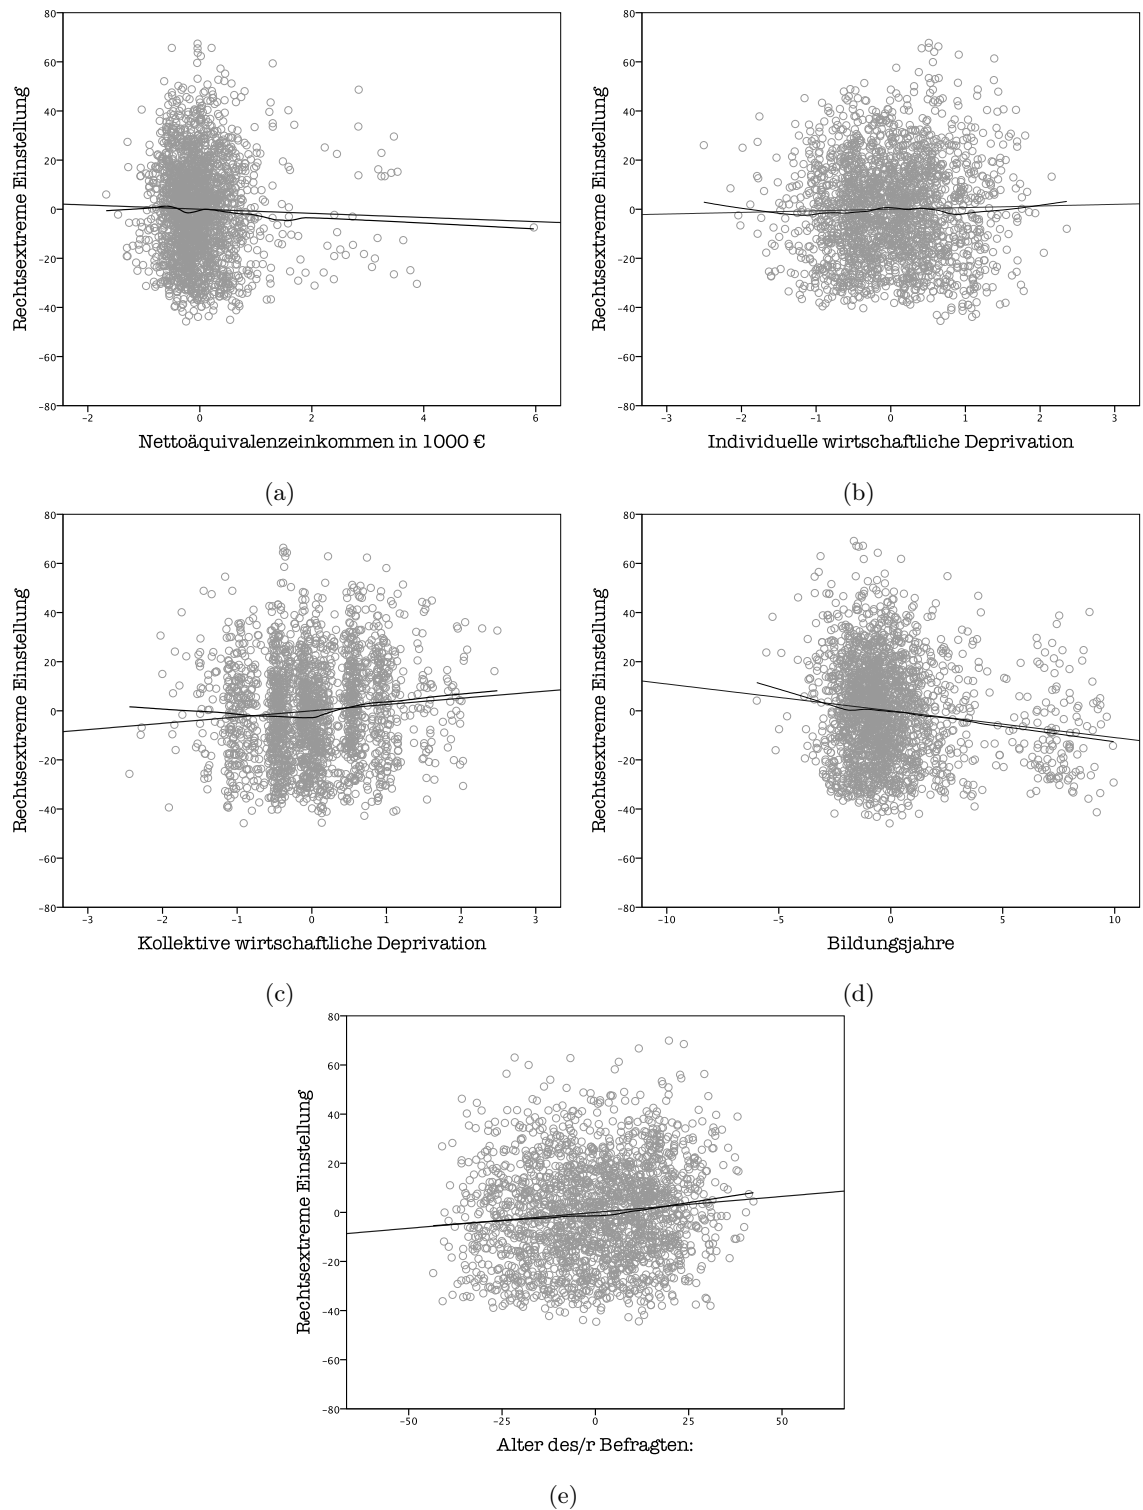 80
60
40
20
0
−20
−40
−60
−80
Rechtsextreme Einstellung
−2 0 2 4 6
Nettoäquivalenzeinkommen in 1000 €
(a)
80
60
40
20
0
−20
−40
−60
−80
Rechtsextreme Einstellung
−3 −2 −1 0 1 2 3
Individuelle wirtschaftliche Deprivation
(b)
80
60
40
20
0
−20
−40
−60
−80
Rechtsextreme Einstellung
−3 −2 −1 0 1 2 3
Kollektive wirtschaftliche Deprivation
(c)
80
60
40
20
0
−20
−40
−60
−80
Rechtsextreme Einstellung
−10 −5 0 5 10
Bildungsjahre
(d)
80
60
40
20
0
−20
−40
−60
−80
Rechtsextreme Einstellung
−50 −25 0 25 50
Alter des/r Befragten:
(e)